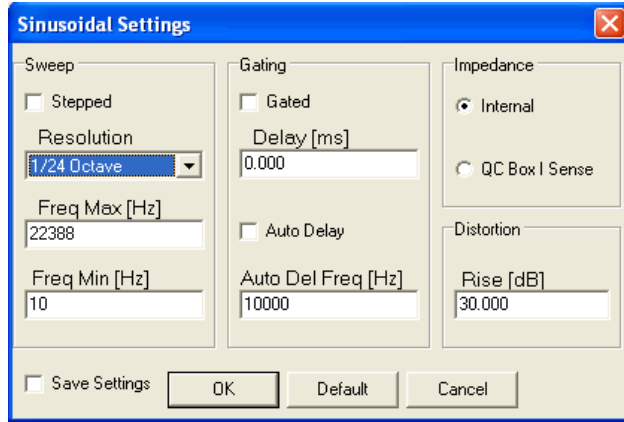 Sinusoidal Settings
Sweep
Stepped
Resolution
1/24 Octave
Freq Max [Hz]
22388
Freq Min [Hz]
10
Gating
Gated
Delay [ms]
0.000
Auto Delay
Auto Del Freq [Hz]
10000
Impedance
Internal
QC Box I Sense
Distortion
Rise [dB]
30.000
Save Settings
OK
Default
Cancel